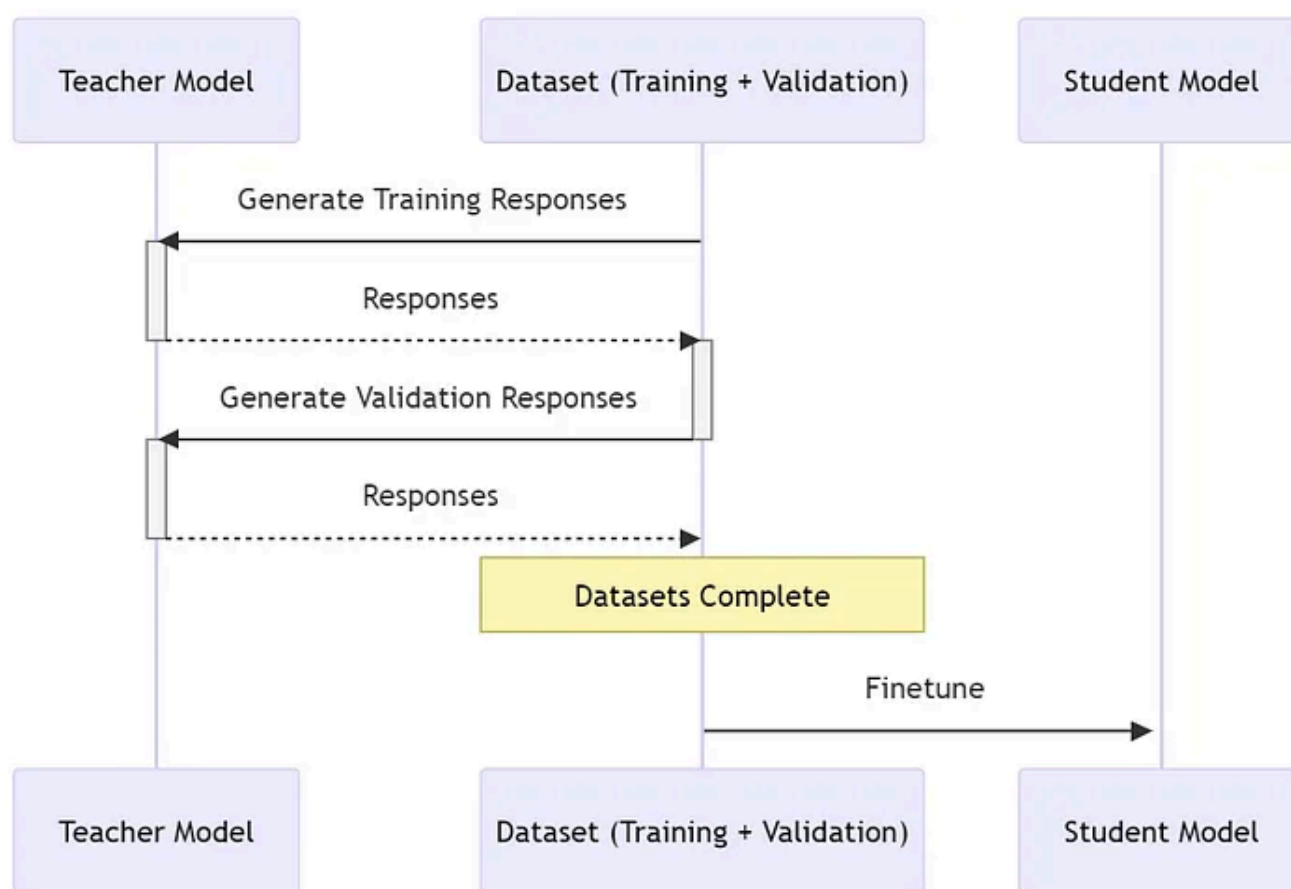 Teacher Model
Dataset (Training + Validation)
Student Model
Generate Training Responses
Responses
Generate Validation Responses
Responses
Datasets Complete
Finetune
Teacher Model
Dataset (Training + Validation)
Student Model